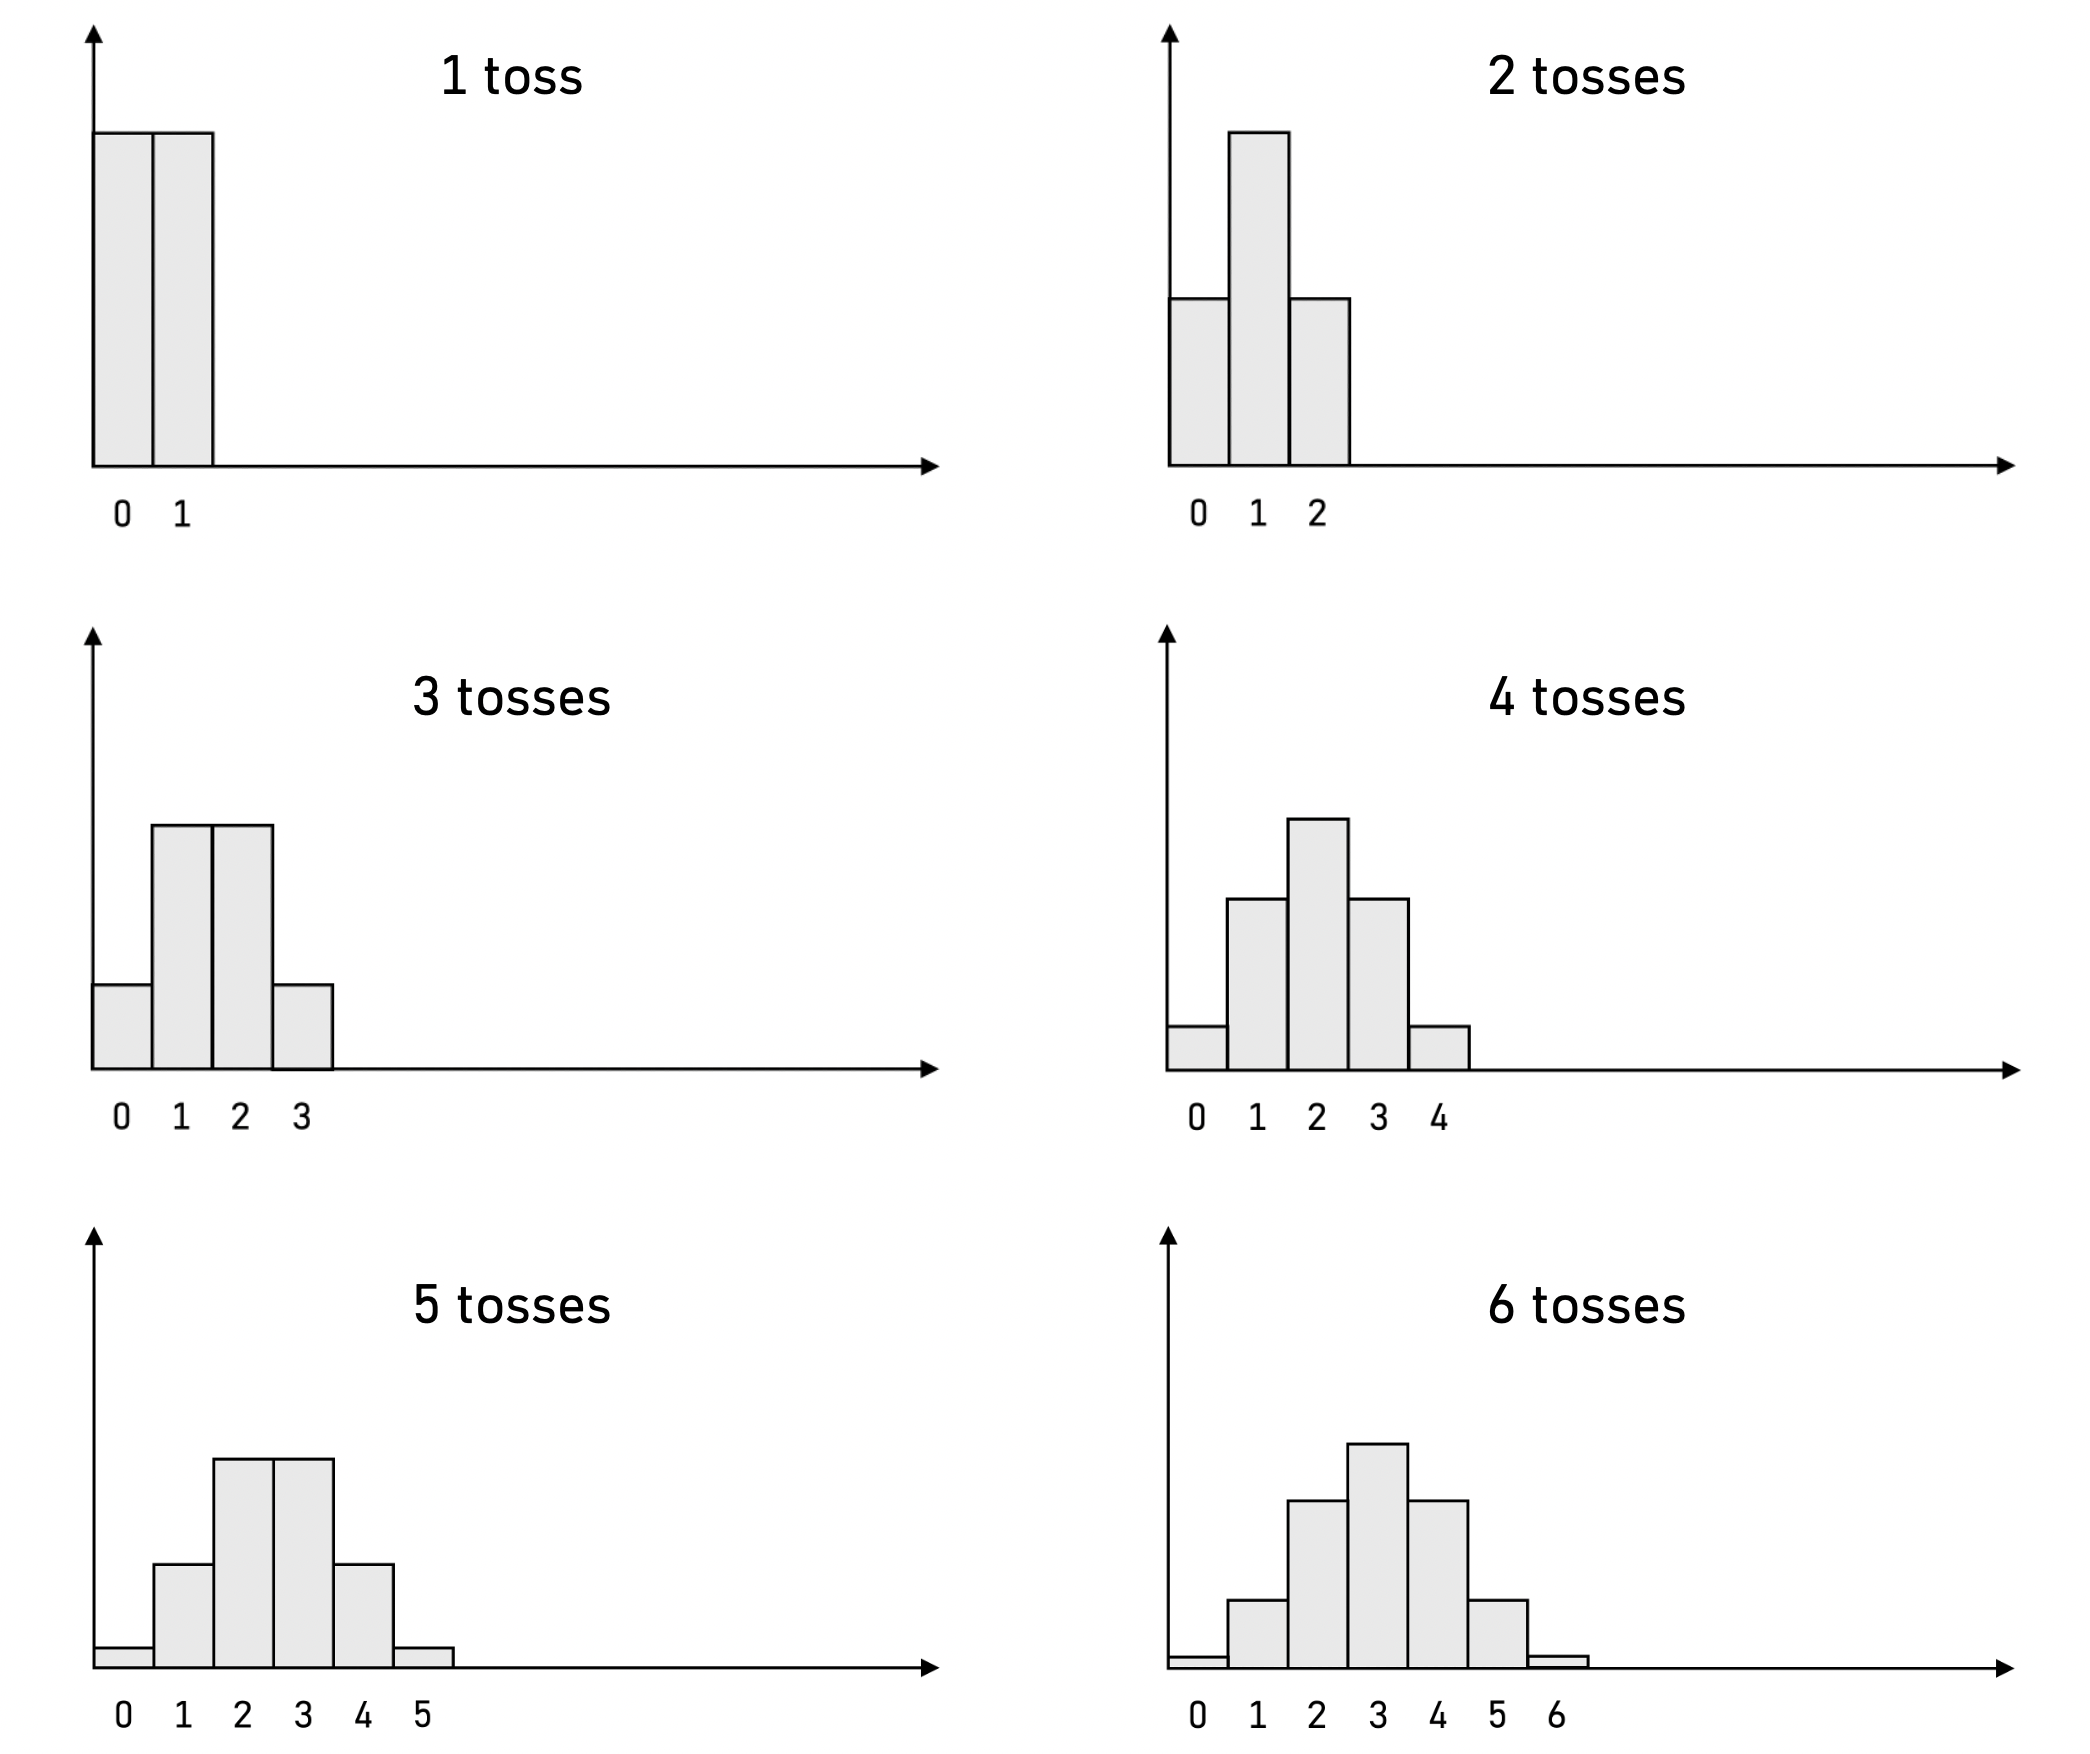 1 toss
0 1
2 tosses
0 1 2
3 tosses
0 1 2 3
4 tosses
0 1 2 3 4
5 tosses
0 1 2 3 4 5
6 tosses
0 1 2 3 4 5 6